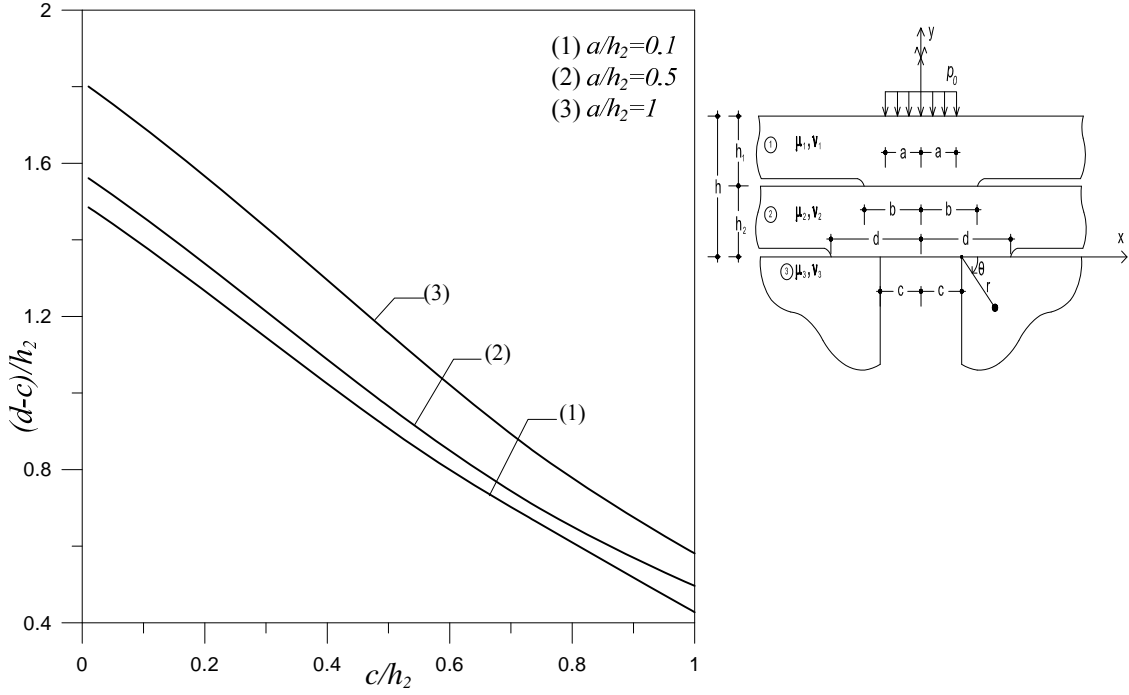 2
1.6
1.2
0.8
0.4
0
0.2
0.4
0.6
0.8
1
(d-c)/h₂
c/h₂
(1) a/h₂=0.1
(2) a/h₂=0.5
(3) a/h₂=1
(3)
(2)
(1)
y
p₀
① μ₁, ν₁
a a
h₁
h
② μ₂, ν₂
b b
h₂
d d
x
③ μ₃, ν₃
θ
c c
r